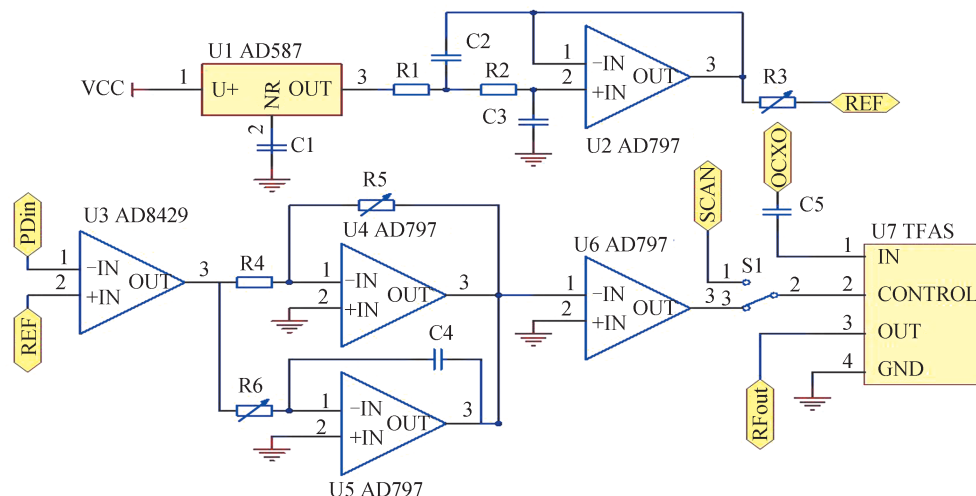 U1 AD587
VCC
1
U+
OUT
NR
3
2
C1
R1
C2
R2
C3
1
−IN
2
+IN
OUT
3
U2 AD797
R3
REF
PDin
REF
U3 AD8429
1
−IN
2
+IN
OUT
3
R4
R5
U4 AD797
1
−IN
2
+IN
OUT
3
R6
C4
1
−IN
2
+IN
OUT
3
U5 AD797
U6 AD797
1
−IN
2
+IN
OUT
3
SCAN
1
S1
3
2
OCXO
C5
U7 TFAS
1
IN
2
CONTROL
3
OUT
4
GND
RFout